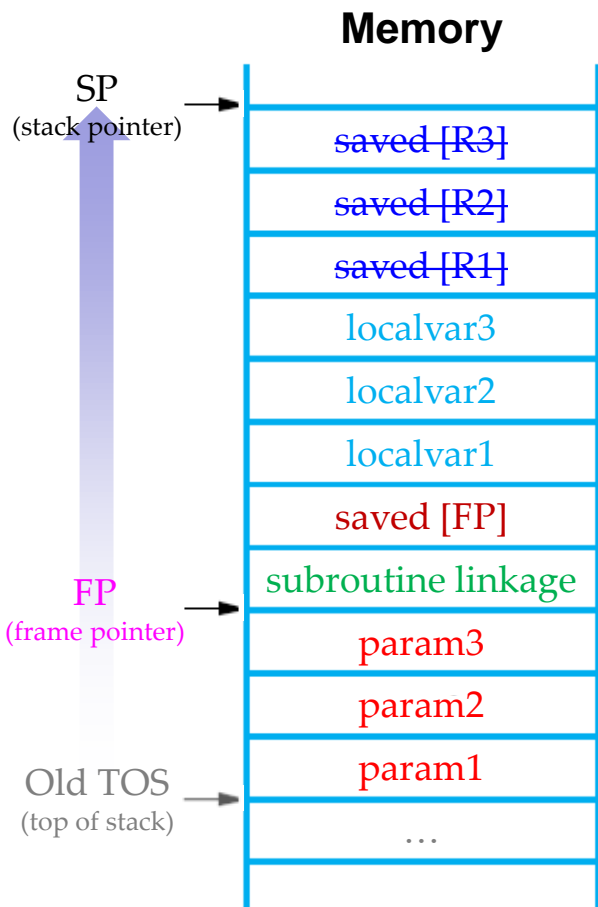 Memory
SP
(stack pointer)
saved [R3]
saved [R2]
saved [R1]
localvar3
localvar2
localvar1
saved [FP]
subroutine linkage
FP
(frame pointer)
param3
param2
param1
Old TOS
(top of stack)
…